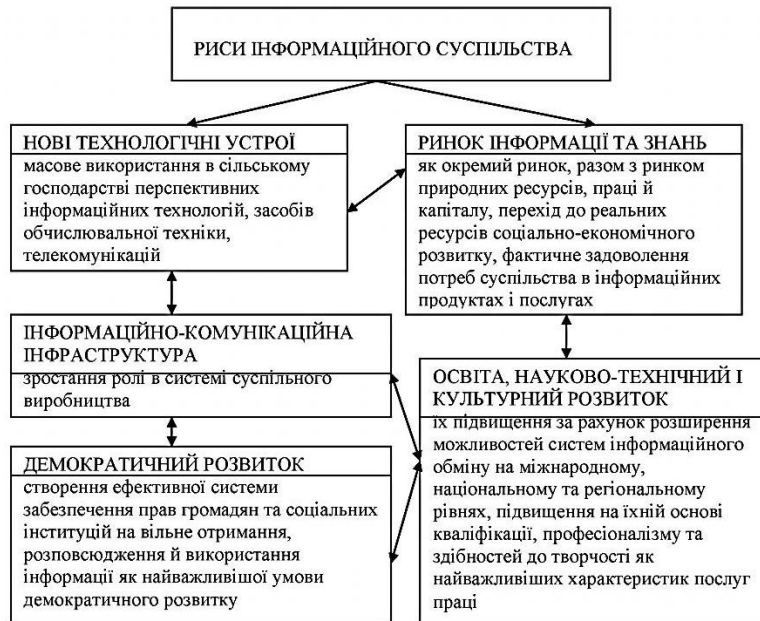 РИСИ ІНФОРМАЦІЙНОГО СУСПІЛЬСТВА
НОВІ ТЕХНОЛОГІЧНІ УСТРОЇ
масове використання в сільському
господарстві перспективних
інформаційних технологій, засобів
обчислювальної техніки,
телекомунікацій
РИНОК ІНФОРМАЦІЇ ТА ЗНАНЬ
як окремий ринок, разом з ринком
природних ресурсів, праці й
капіталу, перехід до реальних
ресурсів соціально-економічного
розвитку, фактичне задоволення
потреб суспільства в інформаційних
продуктах і послугах
ІНФОРМАЦІЙНО-КОМУНІКАЦІЙНА
ІНФРАСТРУКТУРА
зростання ролі в системі суспільного
виробництва
ОСВІТА, НАУКОВО-ТЕХНІЧНИЙ І
КУЛЬТУРНИЙ РОЗВИТОК
їх підвищення за рахунок розширення
можливостей систем інформаційного
обміну на міжнародному,
національному та регіональному
рівнях, підвищення на їхній основі
кваліфікації, професіоналізму та
здібностей до творчості як
найважливіших характеристик послуг
праці
ДЕМОКРАТИЧНИЙ РОЗВИТОК
створення ефективної системи
забезпечення прав громадян та соціальних
інституцій на вільне отримання,
розповсюдження й використання
інформації як найважливішої умови
демократичного розвитку